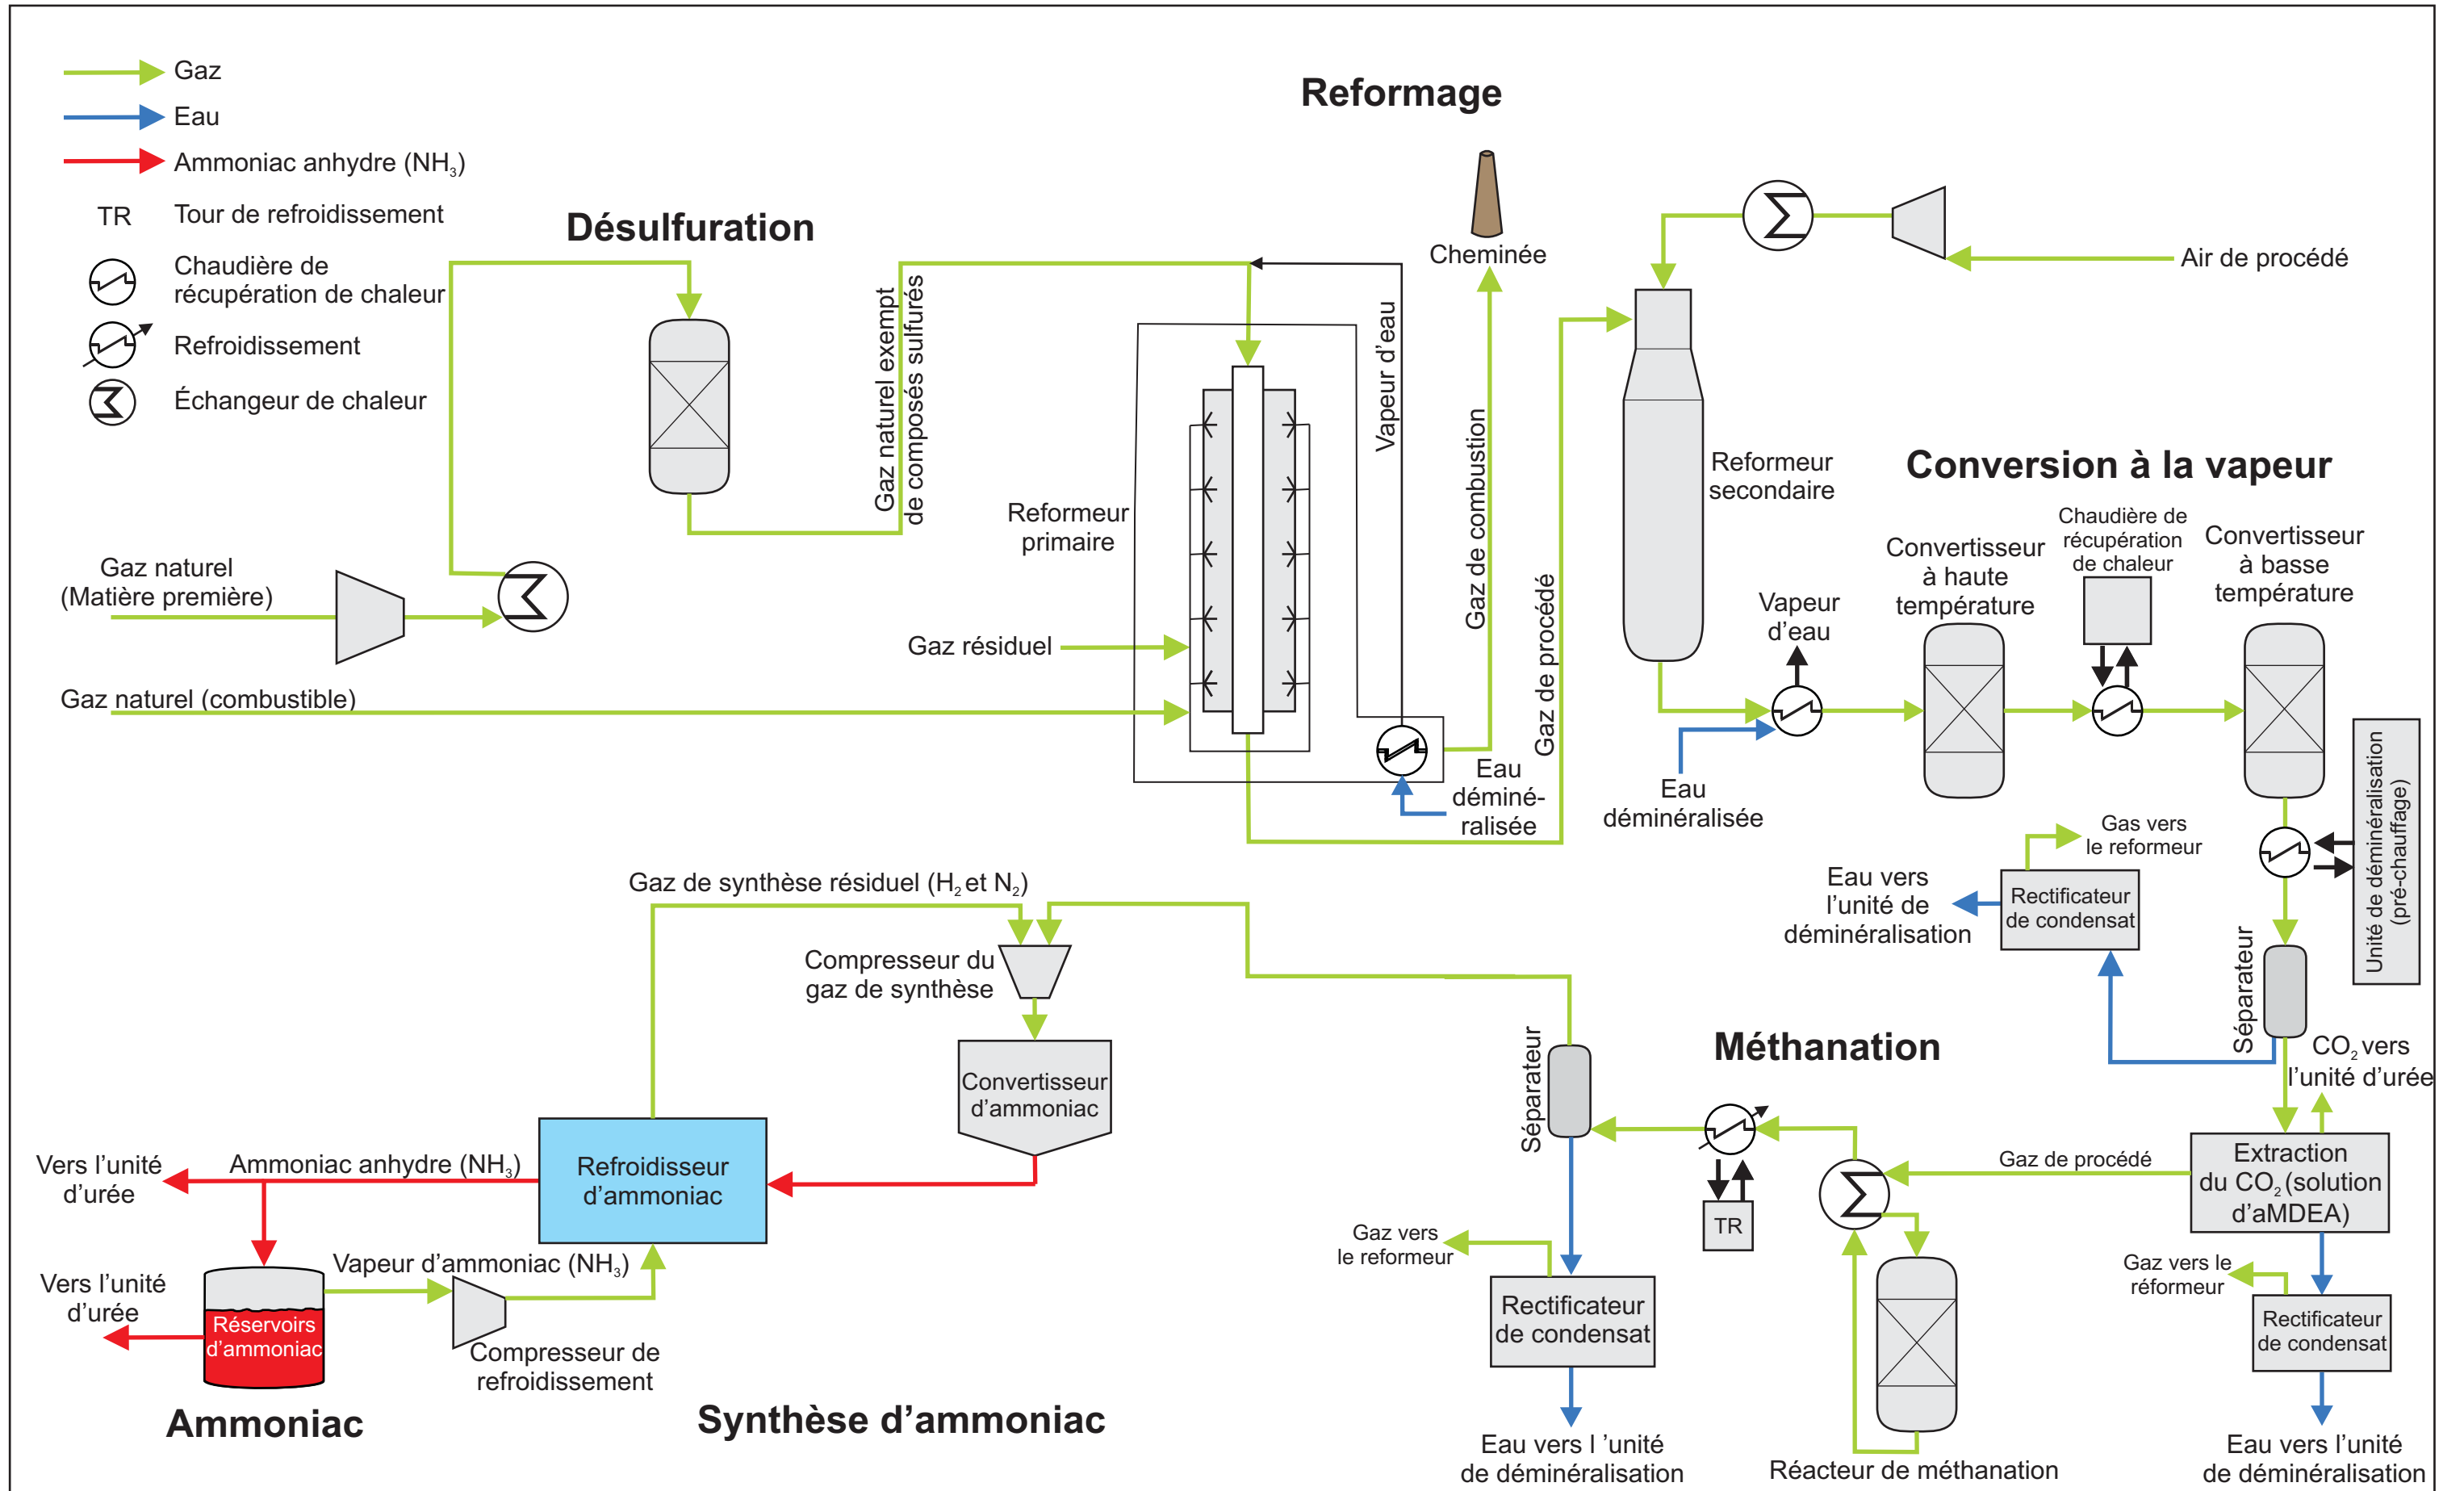 Gaz
Eau
Ammoniac anhydre (NH₃)
TR
Tour de refroidissement
Chaudière de
récupération de chaleur
Refroidissement
Échangeur de chaleur
Désulfuration
Reformage
Cheminée
Air de procédé
Gaz naturel exempt
de composés sulfurés
Vapeur d’eau
Gaz de combustion
Gaz de procédé
Reformeur
primaire
Reformeur
secondaire
Gaz naturel
(Matière première)
Gaz résiduel
Gaz naturel (combustible)
Eau
déminé-
ralisée
Conversion à la vapeur
Vapeur
d’eau
Eau
déminéralisée
Convertisseur
à haute
température
Chaudière de
récupération
de chaleur
Convertisseur
à basse
température
Unité de déminéralisation
(pré-chauffage)
Gas vers
le reformeur
Eau vers
l’unité de
déminéralisation
Rectificateur
de condensat
Séparateur
CO₂ vers
l’unité d’urée
Extraction
du CO₂ (solution
d’aMDEA)
Gaz de procédé
Gaz vers le
réformeur
Rectificateur
de condensat
Eau vers l’unité
de déminéralisation
Méthanation
TR
Réacteur de méthanation
Séparateur
Gaz vers
le reformeur
Rectificateur
de condensat
Eau vers l ’unité
de déminéralisation
Gaz de synthèse résiduel (H₂ et N₂)
Compresseur du
gaz de synthèse
Convertisseur
d’ammoniac
Refroidisseur
d’ammoniac
Ammoniac anhydre (NH₃)
Vers l’unité
d’urée
Vapeur d’ammoniac (NH₃)
Vers l’unité
d’urée
Réservoirs
d’ammoniac
Compresseur de
refroidissement
Ammoniac
Synthèse d’ammoniac